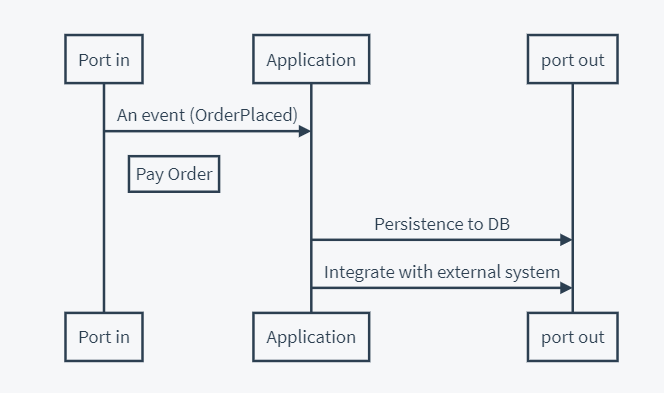 Port in
Application
port out
An event (OrderPlaced)
Pay Order
Persistence to DB
Integrate with external system
Port in
Application
port out